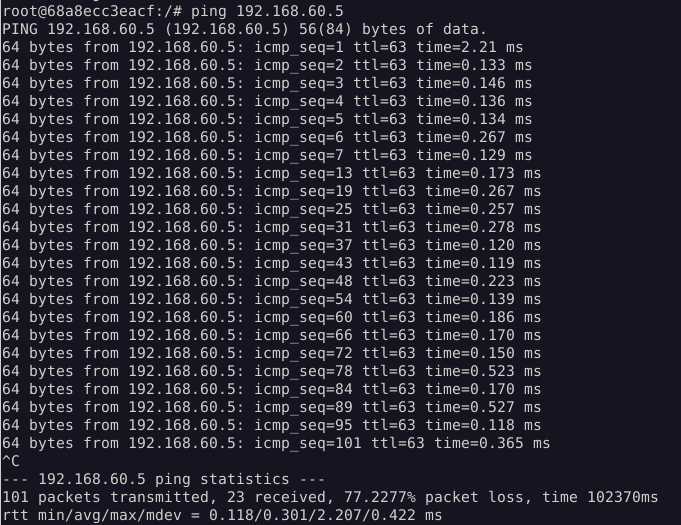 root@68a8ecc3eacf:/# ping 192.168.60.5
PING 192.168.60.5 (192.168.60.5) 56(84) bytes of data.
64 bytes from 192.168.60.5: icmp_seq=1 ttl=63 time=2.21 ms
64 bytes from 192.168.60.5: icmp_seq=2 ttl=63 time=0.133 ms
64 bytes from 192.168.60.5: icmp_seq=3 ttl=63 time=0.146 ms
64 bytes from 192.168.60.5: icmp_seq=4 ttl=63 time=0.136 ms
64 bytes from 192.168.60.5: icmp_seq=5 ttl=63 time=0.134 ms
64 bytes from 192.168.60.5: icmp_seq=6 ttl=63 time=0.267 ms
64 bytes from 192.168.60.5: icmp_seq=7 ttl=63 time=0.129 ms
64 bytes from 192.168.60.5: icmp_seq=13 ttl=63 time=0.173 ms
64 bytes from 192.168.60.5: icmp_seq=19 ttl=63 time=0.267 ms
64 bytes from 192.168.60.5: icmp_seq=25 ttl=63 time=0.257 ms
64 bytes from 192.168.60.5: icmp_seq=31 ttl=63 time=0.278 ms
64 bytes from 192.168.60.5: icmp_seq=37 ttl=63 time=0.120 ms
64 bytes from 192.168.60.5: icmp_seq=43 ttl=63 time=0.119 ms
64 bytes from 192.168.60.5: icmp_seq=48 ttl=63 time=0.223 ms
64 bytes from 192.168.60.5: icmp_seq=54 ttl=63 time=0.139 ms
64 bytes from 192.168.60.5: icmp_seq=60 ttl=63 time=0.186 ms
64 bytes from 192.168.60.5: icmp_seq=66 ttl=63 time=0.170 ms
64 bytes from 192.168.60.5: icmp_seq=72 ttl=63 time=0.150 ms
64 bytes from 192.168.60.5: icmp_seq=78 ttl=63 time=0.523 ms
64 bytes from 192.168.60.5: icmp_seq=84 ttl=63 time=0.170 ms
64 bytes from 192.168.60.5: icmp_seq=89 ttl=63 time=0.527 ms
64 bytes from 192.168.60.5: icmp_seq=95 ttl=63 time=0.118 ms
64 bytes from 192.168.60.5: icmp_seq=101 ttl=63 time=0.365 ms
^C
--- 192.168.60.5 ping statistics ---
101 packets transmitted, 23 received, 77.2277% packet loss, time 102370ms
rtt min/avg/max/mdev = 0.118/0.301/2.207/0.422 ms